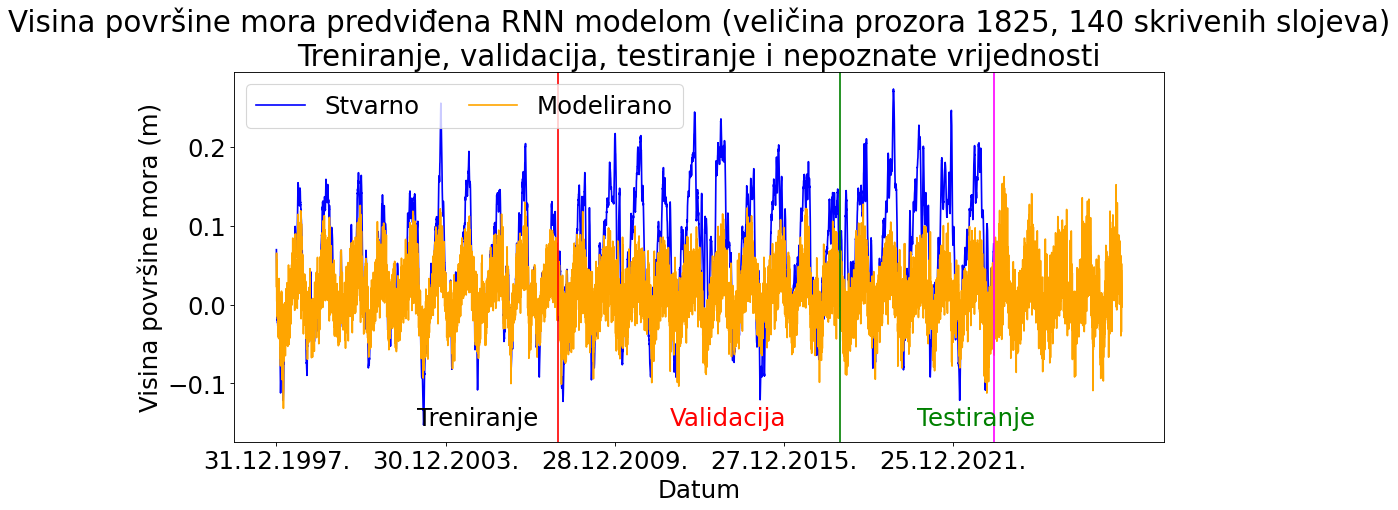 Visina površine mora predviđena RNN modelom (veličina prozora 1825, 140 skrivenih slojeva)
Treniranje, validacija, testiranje i nepoznate vrijednosti
Stvarno Modelirano
Visina površine mora (m)
0.2
0.1
0.0
−0.1
Treniranje Validacija Testiranje
31.12.1997. 30.12.2003. 28.12.2009. 27.12.2015. 25.12.2021.
Datum